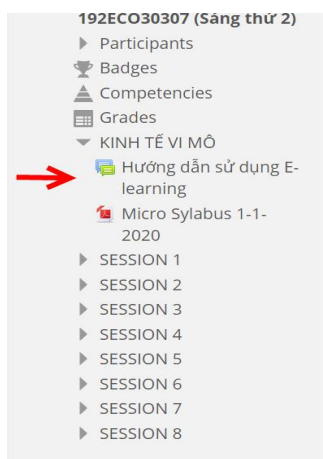 192ECO30307 (Sáng thứ 2)
Participants
Badges
Competencies
Grades
KINH TẾ VI MÔ
Hướng dẫn sử dụng E-
learning
Micro Sylabus 1-1-
2020
SESSION 1
SESSION 2
SESSION 3
SESSION 4
SESSION 5
SESSION 6
SESSION 7
SESSION 8